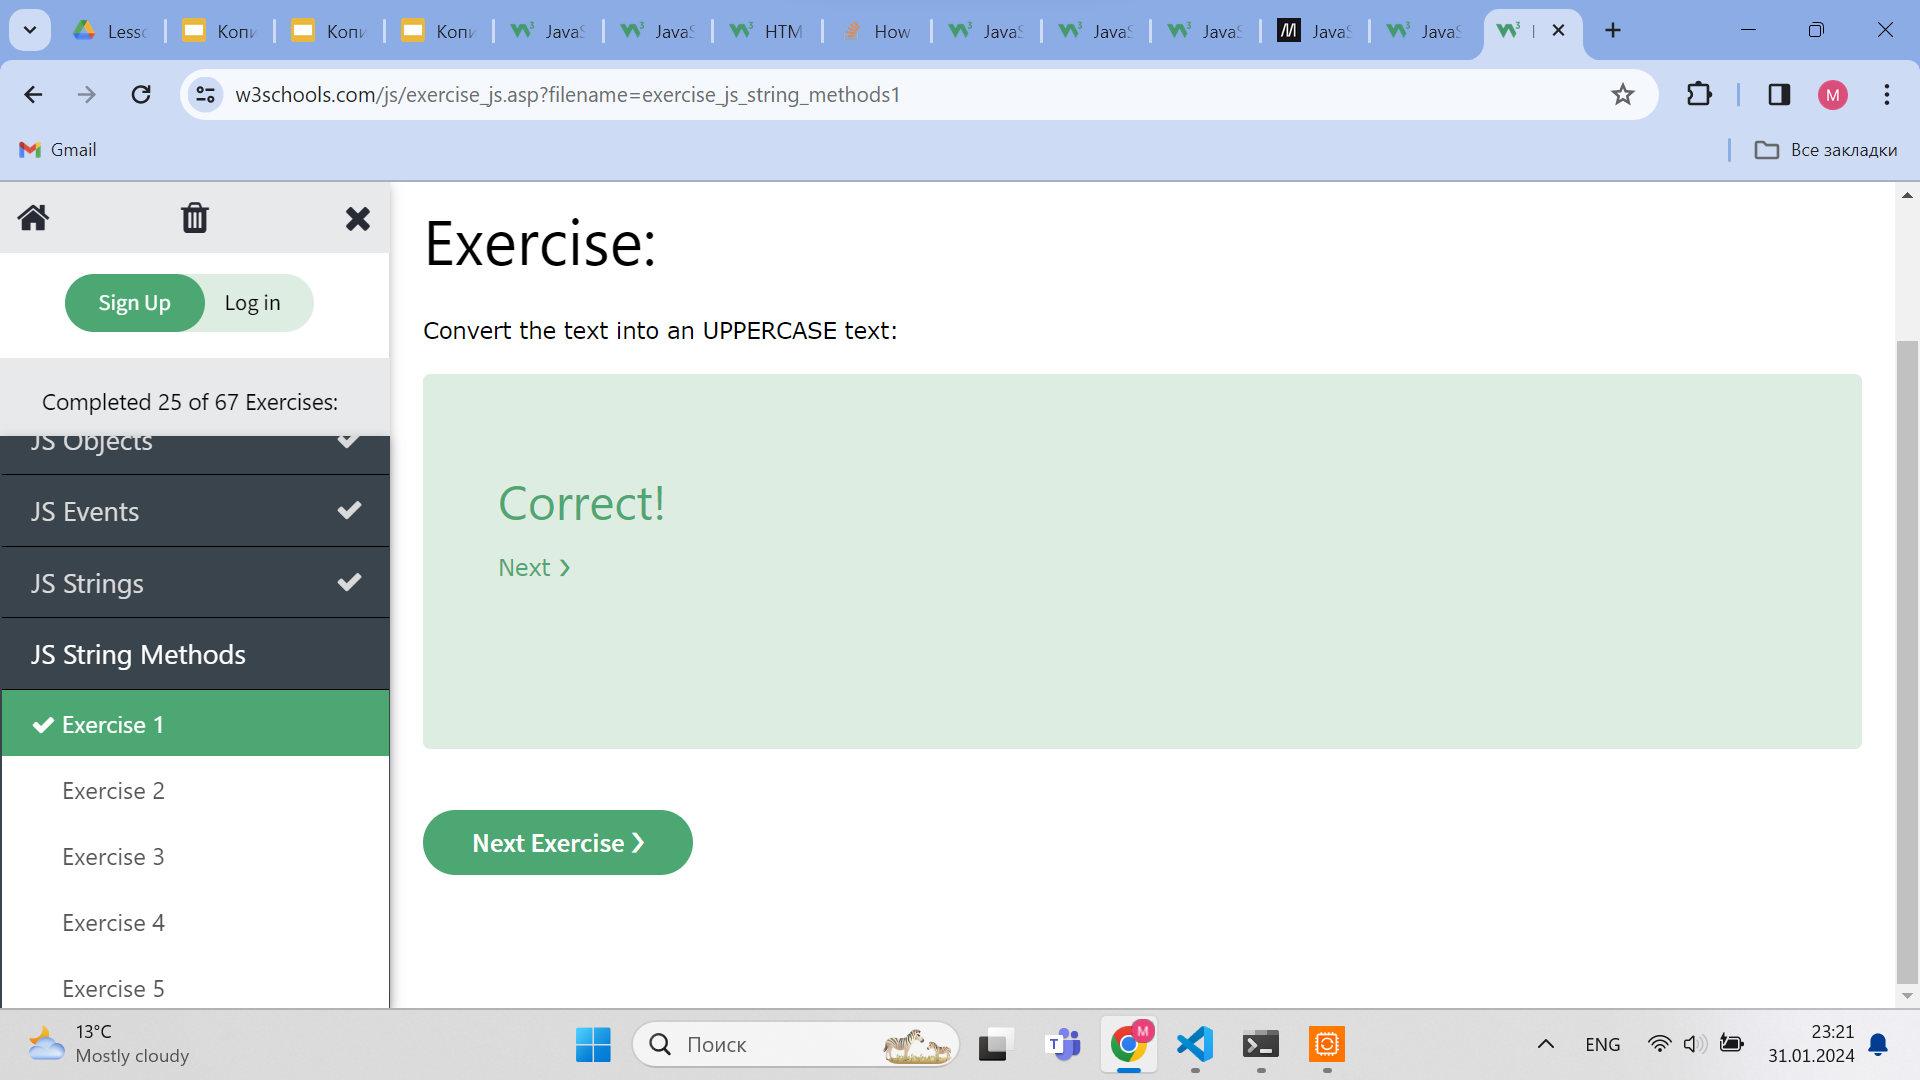 Lessc
Копи
Копи
Копи
JavaS
JavaS
HTM
How
JavaS
JavaS
JavaS
JavaS
JavaS
w3schools.com/js/exercise_js.asp?filename=exercise_js_string_methods1
M
Gmail
Все закладки
Sign Up
Log in
Completed 25 of 67 Exercises:
JS Objects
JS Events
JS Strings
JS String Methods
Exercise 1
Exercise 2
Exercise 3
Exercise 4
Exercise 5
Exercise:
Convert the text into an UPPERCASE text:
Correct!
Next ❯
Next Exercise ❯
13°C
Mostly cloudy
Поиск
M
ENG
23:21
31.01.2024